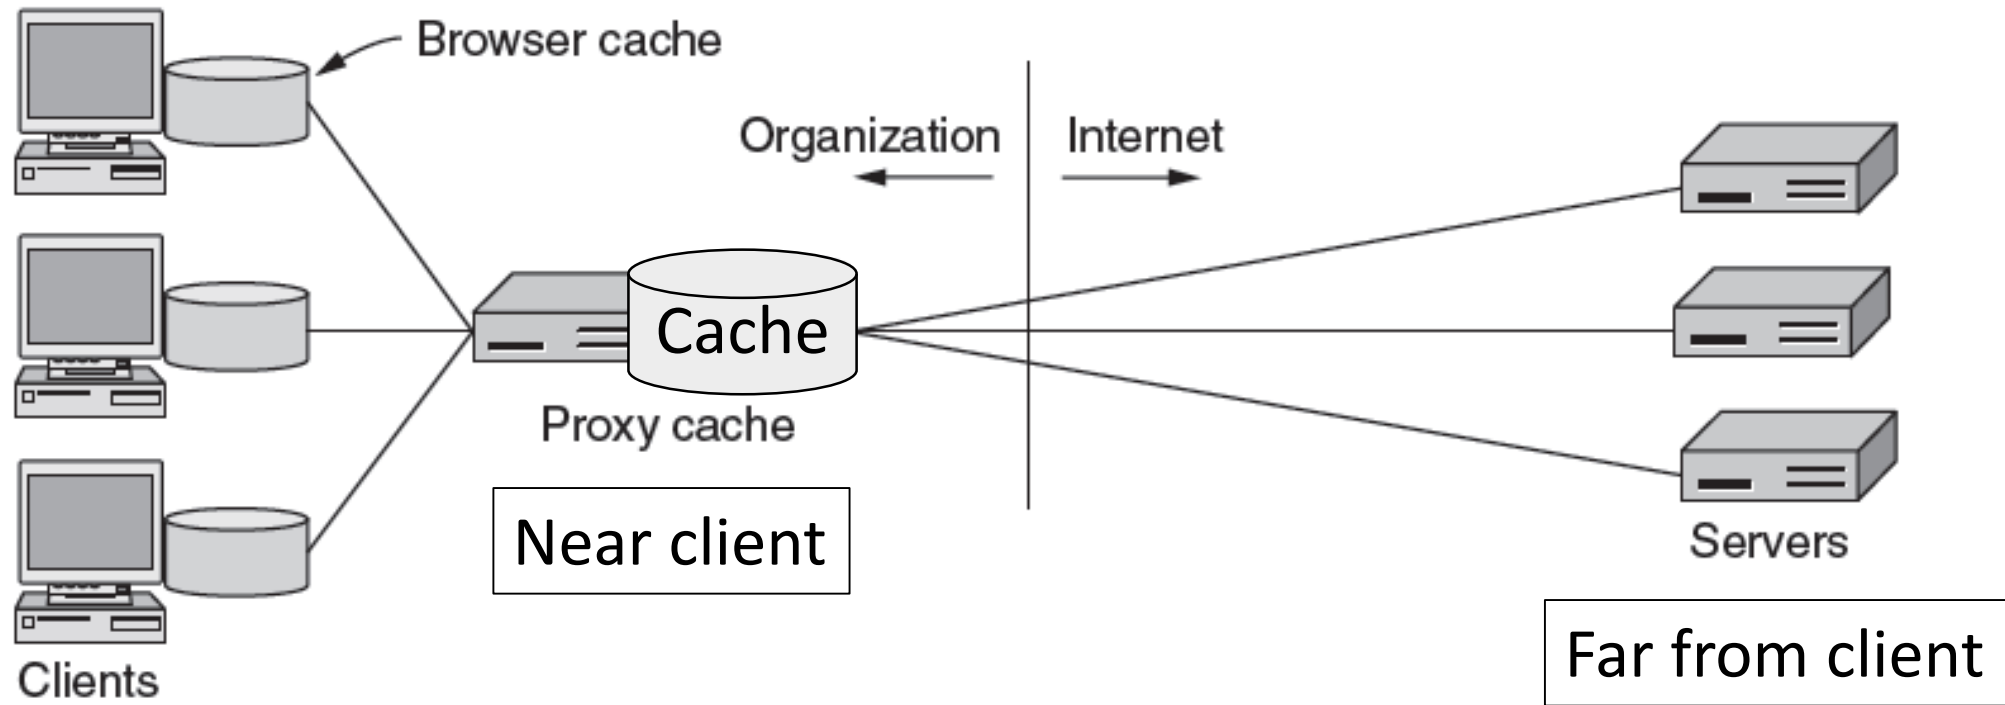 Browser cache
Organization
Internet
Cache
Proxy cache
Near client
Servers
Far from client
Clients